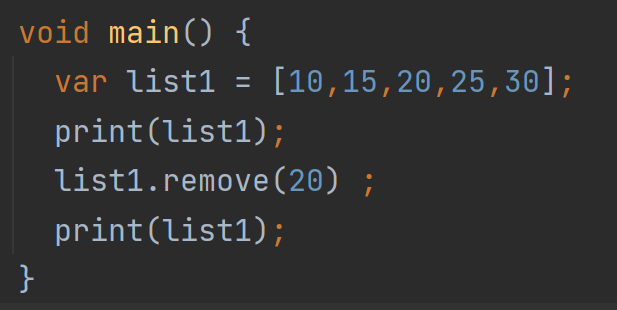 void main() {
var list1 = [10,15,20,25,30];
print(list1);
list1.remove(20) ;
print(list1);
}